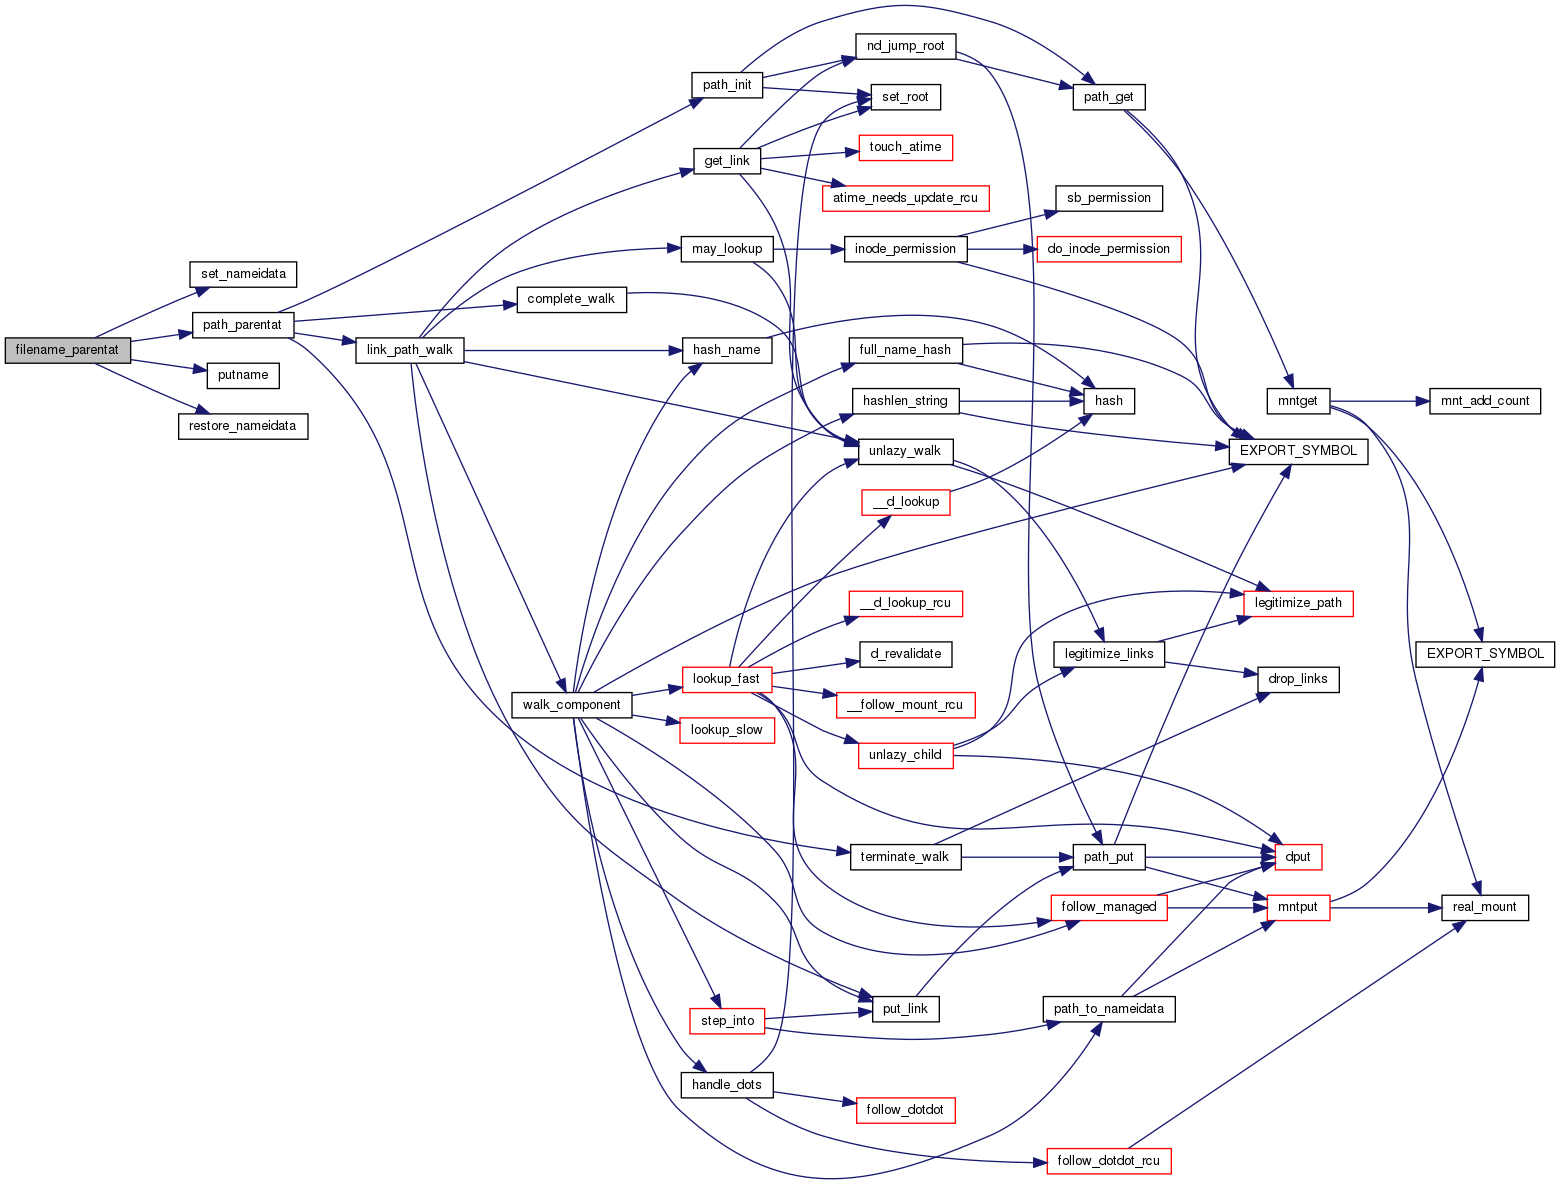 filename_parentat
set_nameidata
path_parentat
putname
restore_nameidata
link_path_walk
complete_walk
walk_component
path_init
get_link
may_lookup
hash_name
lookup_fast
lookup_slow
step_into
handle_dots
nd_jump_root
set_root
touch_atime
atime_needs_update_rcu
inode_permission
full_name_hash
hashlen_string
unlazy_walk
__d_lookup
__d_lookup_rcu
d_revalidate
__follow_mount_rcu
unlazy_child
terminate_walk
put_link
follow_dotdot
path_get
sb_permission
do_inode_permission
hash
legitimize_links
path_put
follow_managed
path_to_nameidata
follow_dotdot_rcu
mntget
EXPORT_SYMBOL
legitimize_path
drop_links
dput
mntput
mnt_add_count
EXPORT_SYMBOL
real_mount